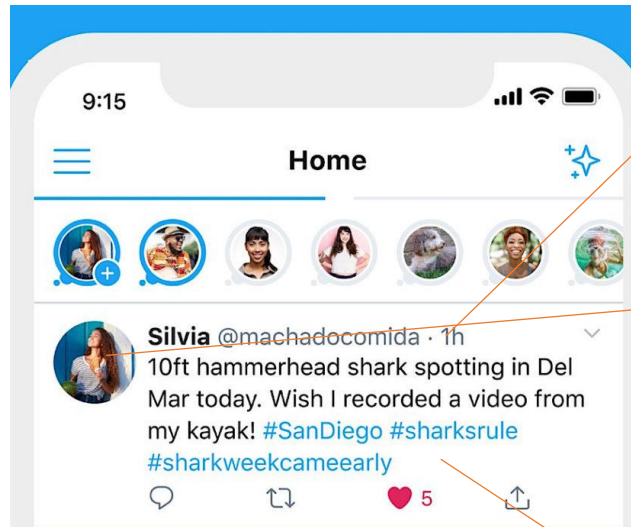 9:15
Home
Silvia @machadocomida · 1h
10ft hammerhead shark spotting in Del
Mar today. Wish I recorded a video from
my kayak! #SanDiego #sharksrule
#sharkweekcameearly
5